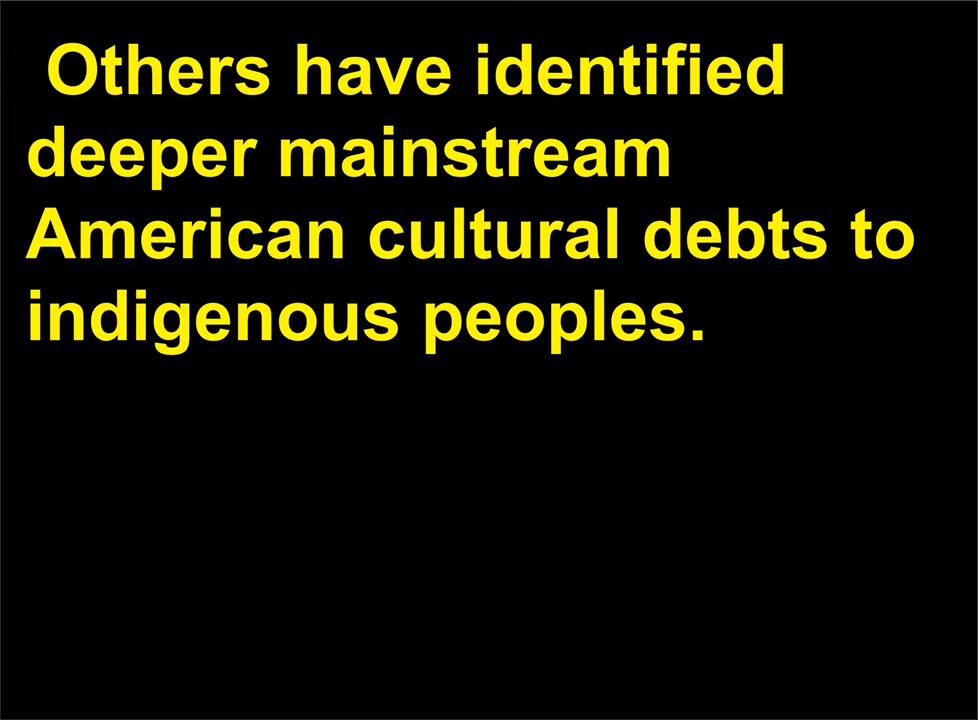 Others have identified
deeper mainstream
American cultural debts to
indigenous peoples.